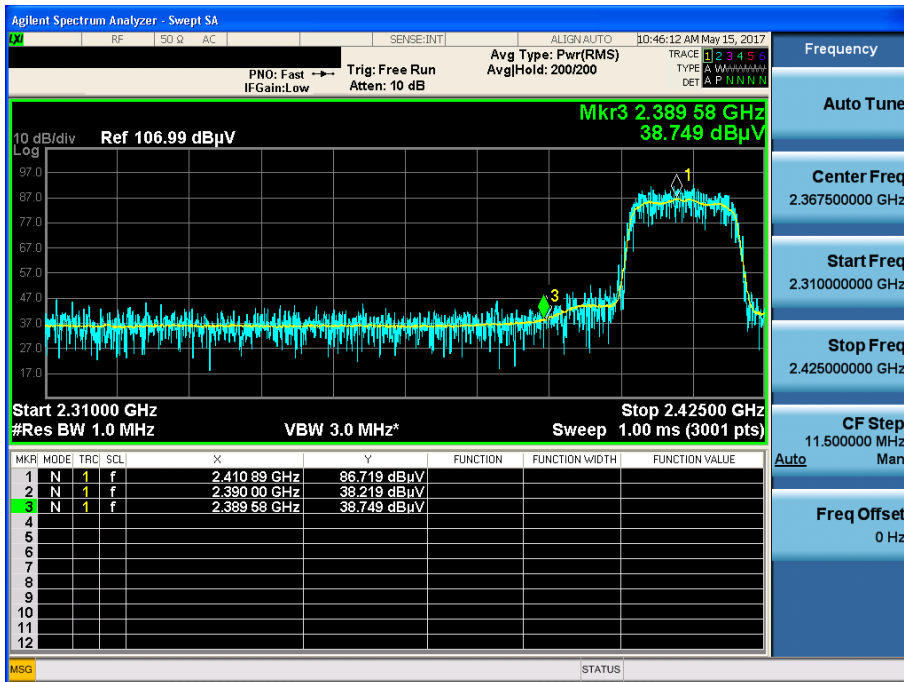 Agilent Spectrum Analyzer - Swept SA
LXI RF 50 Ω AC SENSE:INT ALIGN AUTO 10:46:12 AM May 15, 2017
PNO: Fast Trig: Free Run Avg Type: Pwr(RMS) TRACE 1 2 3 4 5 6
IFGain:Low Atten: 10 dB Avg|Hold: 200/200 TYPE A WWWWW
DET A P N N N N
Mkr3 2.389 58 GHz
38.749 dBµV
10 dB/div Ref 106.99 dBµV
Log
97.0
87.0
77.0
67.0
57.0
47.0
37.0
27.0
17.0
1
3
Start 2.31000 GHz Stop 2.42500 GHz
#Res BW 1.0 MHz VBW 3.0 MHz* Sweep 1.00 ms (3001 pts)
MKR MODE TRC SCL X Y FUNCTION FUNCTION WIDTH FUNCTION VALUE
1 N 1 f 2.410 89 GHz 86.719 dBµV
2 N 1 f 2.390 00 GHz 38.219 dBµV
3 N 1 f 2.389 58 GHz 38.749 dBµV
4
5
6
7
8
9
10
11
12
MSG STATUS
Frequency
Auto Tune
Center Freq
2.367500000 GHz
Start Freq
2.310000000 GHz
Stop Freq
2.425000000 GHz
CF Step
11.500000 MHz
Auto Man
Freq Offset
0 Hz